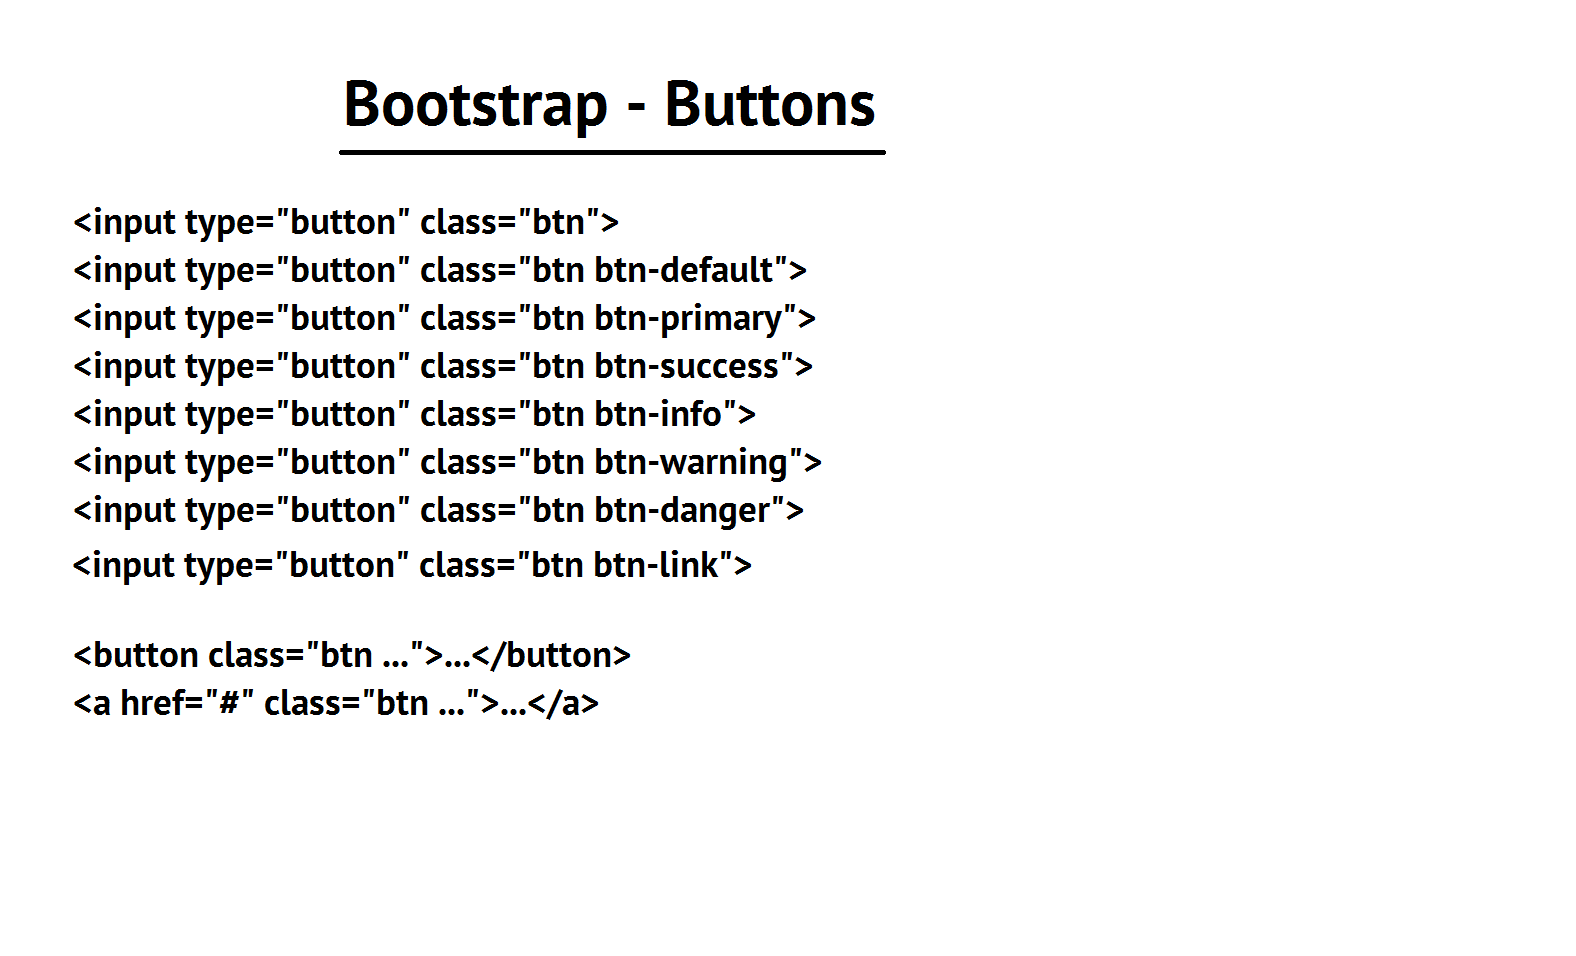 Bootstrap - Buttons
<input type="button" class="btn">
<input type="button" class="btn btn-default">
<input type="button" class="btn btn-primary">
<input type="button" class="btn btn-success">
<input type="button" class="btn btn-info">
<input type="button" class="btn btn-warning">
<input type="button" class="btn btn-danger">
<input type="button" class="btn btn-link">
<button class="btn ...">...</button>
<a href="#" class="btn ...">...</a>